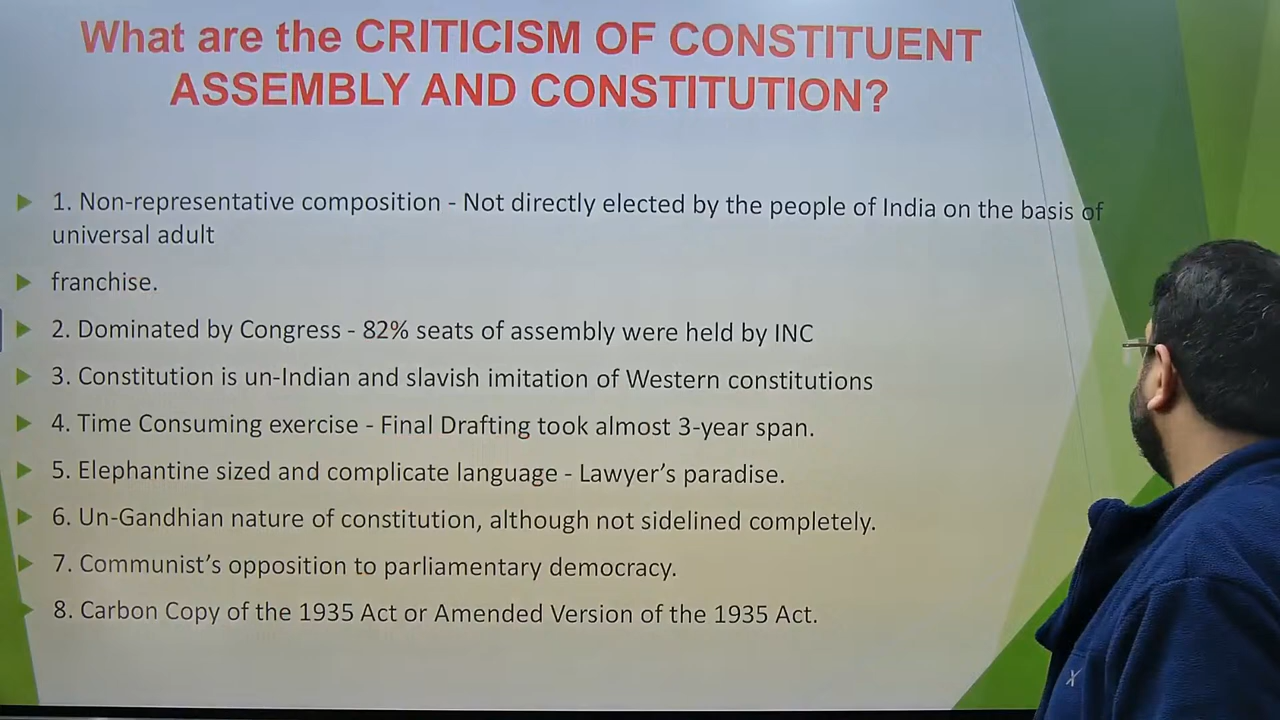 What are the CRITICISM OF CONSTITUENT
ASSEMBLY AND CONSTITUTION?
1. Non-representative composition - Not directly elected by the people of India on the basis of
universal adult
franchise.
2. Dominated by Congress - 82% seats of assembly were held by INC
3. Constitution is un-Indian and slavish imitation of Western constitutions
4. Time Consuming exercise - Final Drafting took almost 3-year span.
5. Elephantine sized and complicate language - Lawyer's paradise.
6. Un-Gandhian nature of constitution, although not sidelined completely.
7. Communist's opposition to parliamentary democracy.
8. Carbon Copy of the 1935 Act or Amended Version of the 1935 Act.